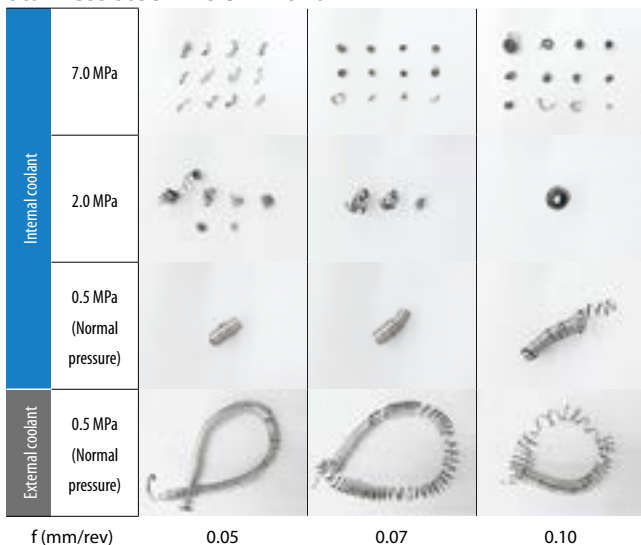 Internal coolant
7.0 MPa
2.0 MPa
0.5 MPa
(Normal
pressure)
External coolant
0.5 MPa
(Normal
pressure)
f (mm/rev)
0.05
0.07
0.10